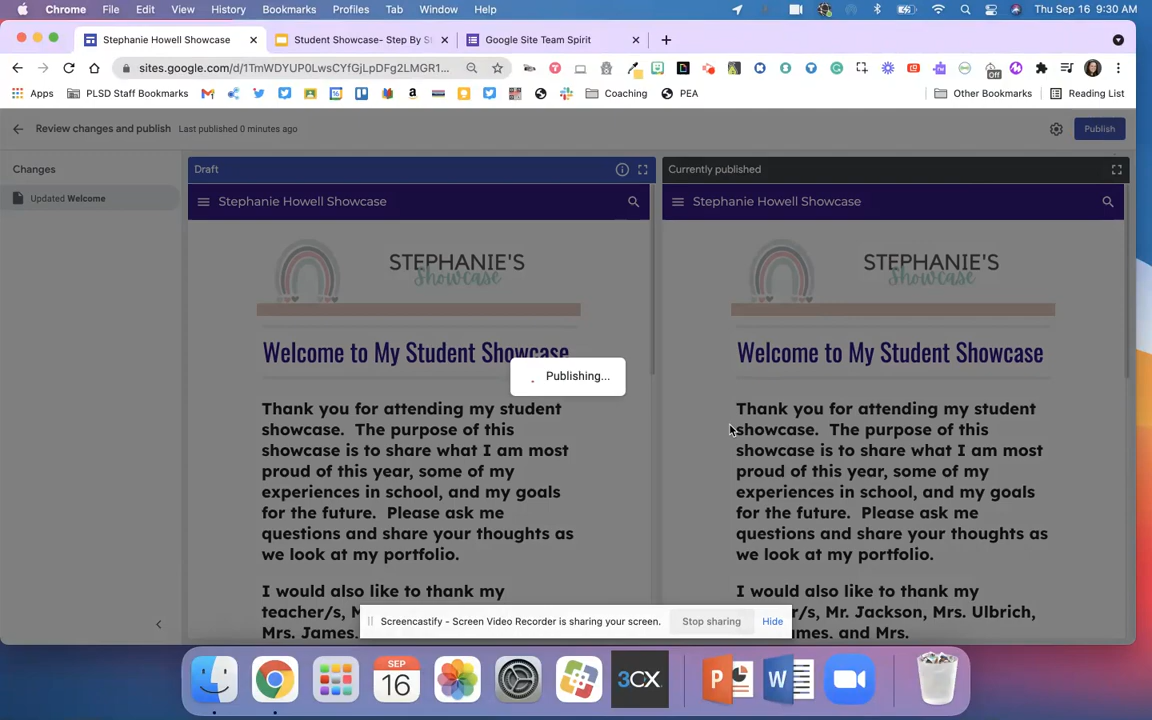 Chrome File Edit View History Bookmarks Profiles Tab Window Help Thu Sep 16 9:30 AM
Stephanie Howell Showcase Student Showcase- Step By St Google Site Team Spirit
sites.google.com/d/1TmWDYUP0LwsCYfGjLpDFg2LMGR1...
Off
Apps PLSD Staff Bookmarks Coaching PEA Other Bookmarks Reading List
Review changes and publish Last published 0 minutes ago Publish
Changes
Updated Welcome
Draft
Stephanie Howell Showcase
STEPHANIE'S
Showcase
Welcome to My Student Showcase
Thank you for attending my student
showcase. The purpose of this
showcase is to share what I am most
proud of this year, some of my
experiences in school, and my goals
for the future. Please ask me
questions and share your thoughts as
we look at my portfolio.
I would also like to thank my
teacher/s, M
Mrs. James.
Currently published
Stephanie Howell Showcase
STEPHANIE'S
Showcase
Welcome to My Student Showcase
Thank you for attending my student
showcase. The purpose of this
showcase is to share what I am most
proud of this year, some of my
experiences in school, and my goals
for the future. Please ask me
questions and share your thoughts as
we look at my portfolio.
I would also like to thank my
r/s, Mr. Jackson, Mrs. Ulbrich,
ames. and Mrs.
Publishing...
Screencastify - Screen Video Recorder is sharing your screen. Stop sharing Hide
SEP
16
3CX
P
W